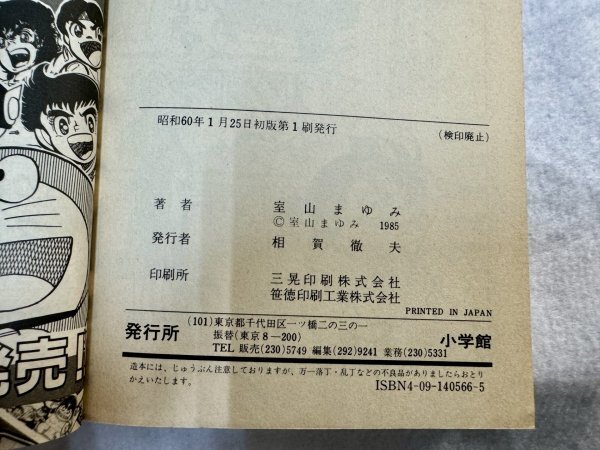 昭和60年1月25日初版第1刷発行
(検印廃止)
著者 室山まゆみ
©室山まゆみ 1985
発行者 相賀徹夫
印刷所 三晃印刷株式会社
笹徳印刷工業株式会社
PRINTED IN JAPAN
発行所 (101)東京都千代田区一ツ橋二の三の一 小学館
振替(東京8-200)
TEL 販売(230)5749 編集(292)9241 業務(230)5331
造本には、じゅうぶん注意しておりますが、万一落丁・乱丁などの不良品がありましたらおとり
かえいたします。
ISBN4-09-140566-5
発売!!